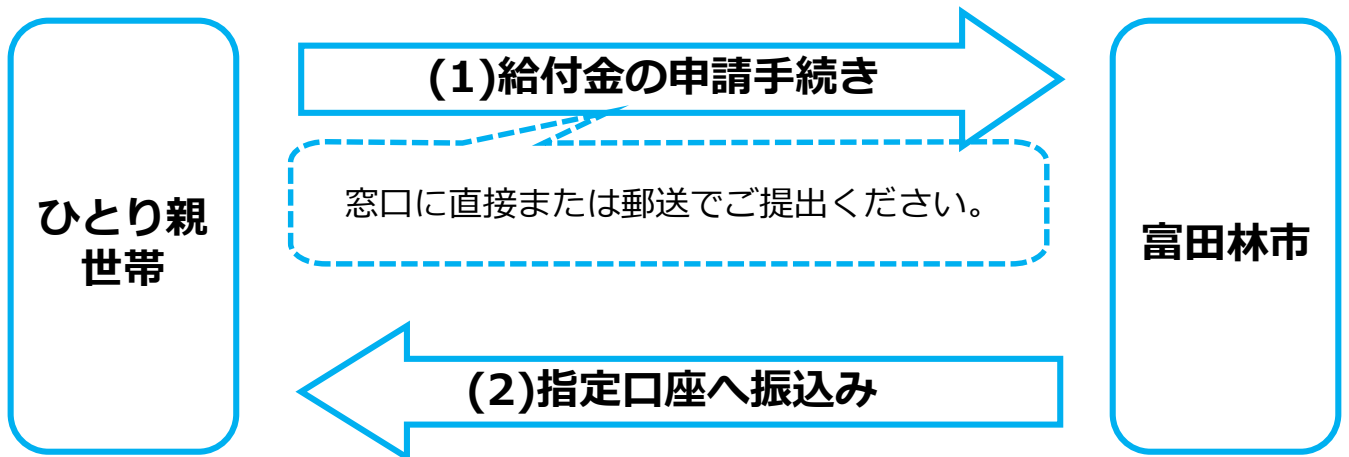 (1)給付金の申請手続き
窓口に直接または郵送でご提出ください。
ひとり親
世帯
富田林市
(2)指定口座へ振込み